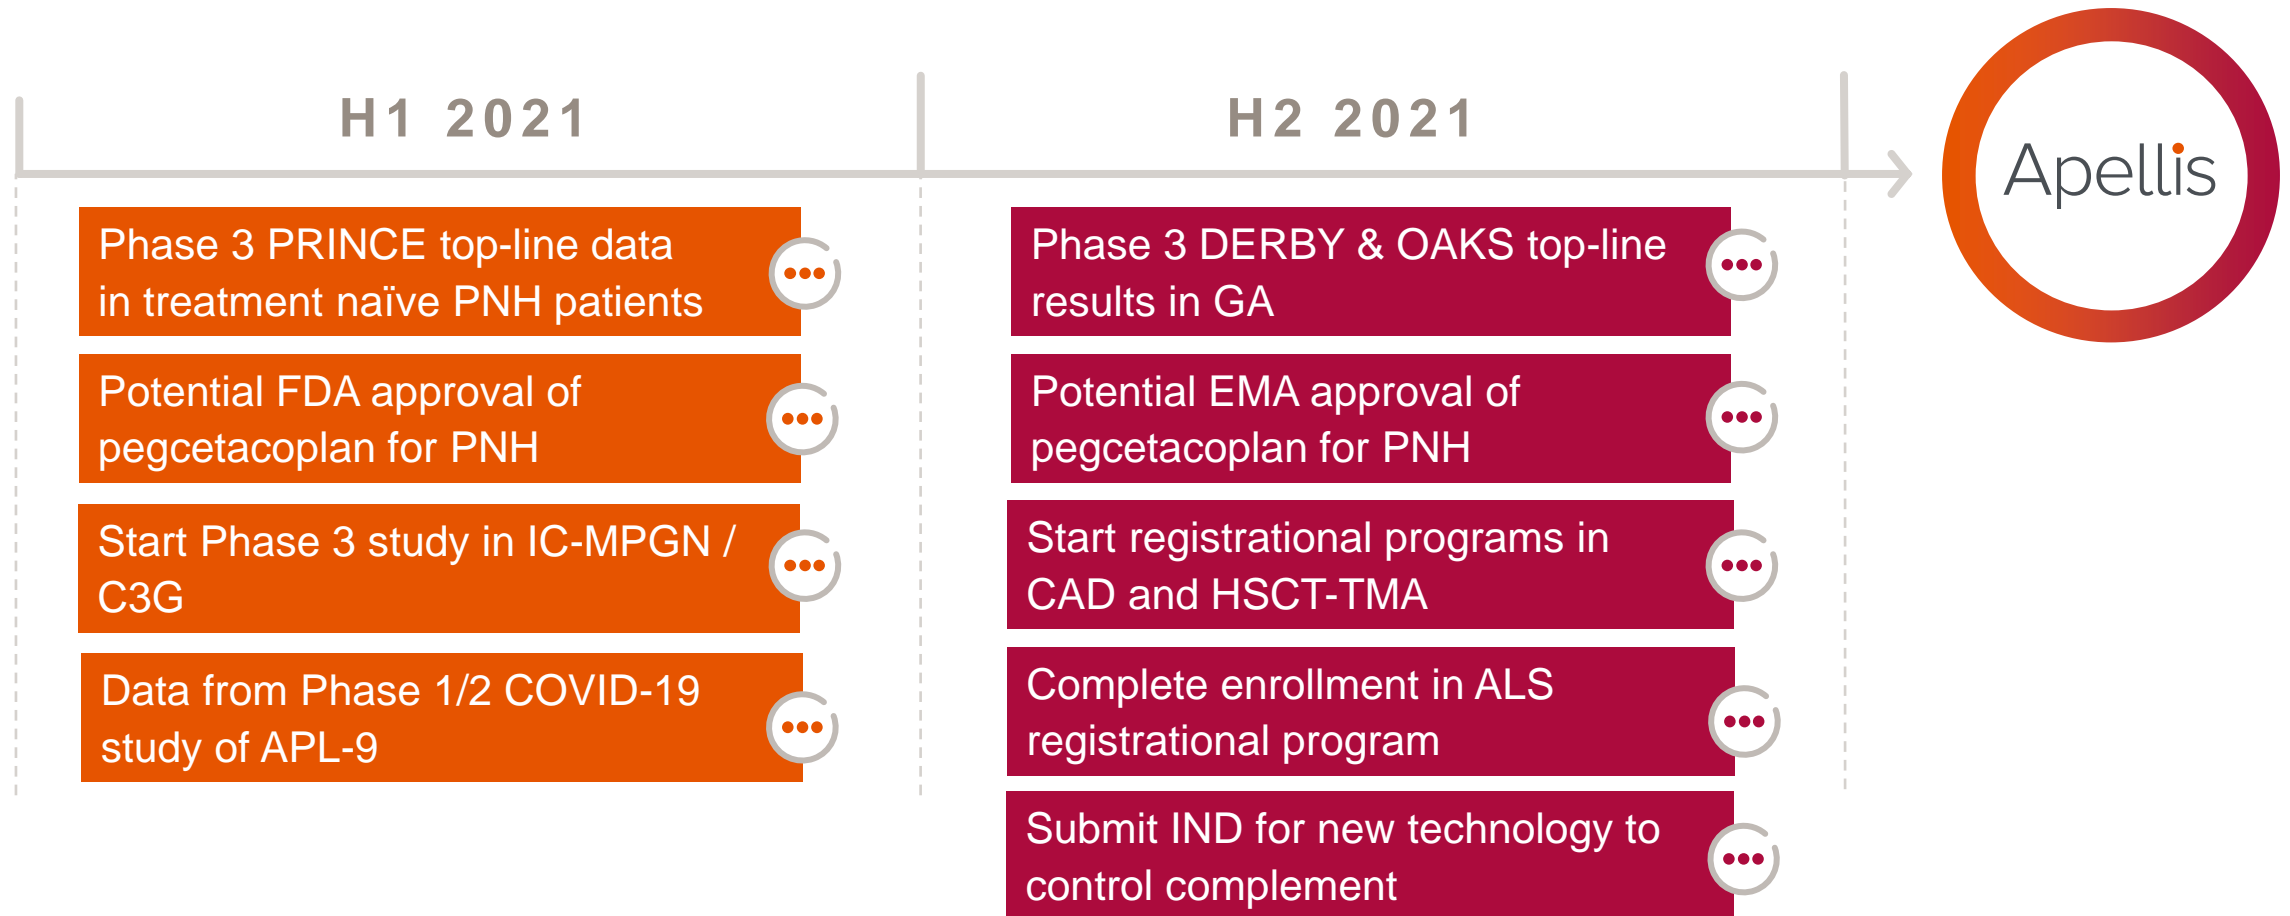 H1 2021
H2 2021
Apellis
Phase 3 PRINCE top-line data
in treatment naïve PNH patients
Potential FDA approval of
pegcetacoplan for PNH
Start Phase 3 study in IC-MPGN /
C3G
Data from Phase 1/2 COVID-19
study of APL-9
Phase 3 DERBY & OAKS top-line
results in GA
Potential EMA approval of
pegcetacoplan for PNH
Start registrational programs in
CAD and HSCT-TMA
Complete enrollment in ALS
registrational program
Submit IND for new technology to
control complement